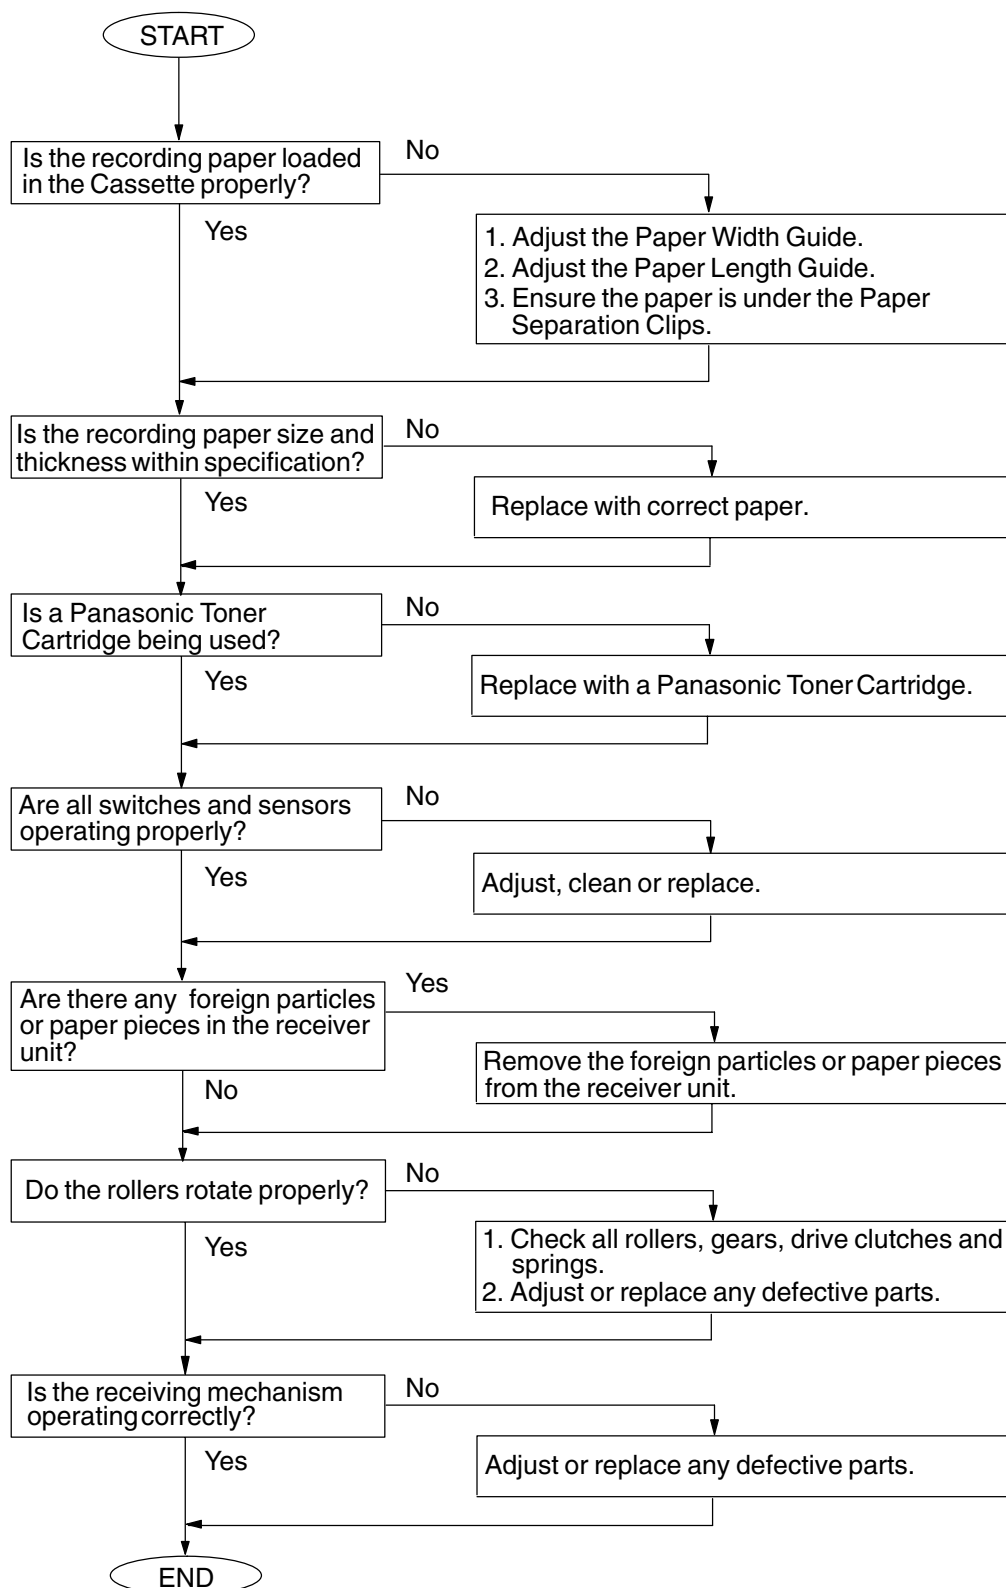 START
Is the recording paper loaded
in the Cassette properly?
No
Yes
1. Adjust the Paper Width Guide.
2. Adjust the Paper Length Guide.
3. Ensure the paper is under the Paper
Separation Clips.
Is the recording paper size and
thickness within specification?
No
Yes
Replace with correct paper.
Is a Panasonic Toner
Cartridge being used?
No
Yes
Replace with a Panasonic Toner Cartridge.
Are all switches and sensors
operating properly?
No
Yes
Adjust, clean or replace.
Are there any foreign particles
or paper pieces in the receiver
unit?
Yes
No
Remove the foreign particles or paper pieces
from the receiver unit.
Do the rollers rotate properly?
No
Yes
1. Check all rollers, gears, drive clutches and
springs.
2. Adjust or replace any defective parts.
Is the receiving mechanism
operating correctly?
No
Yes
Adjust or replace any defective parts.
END